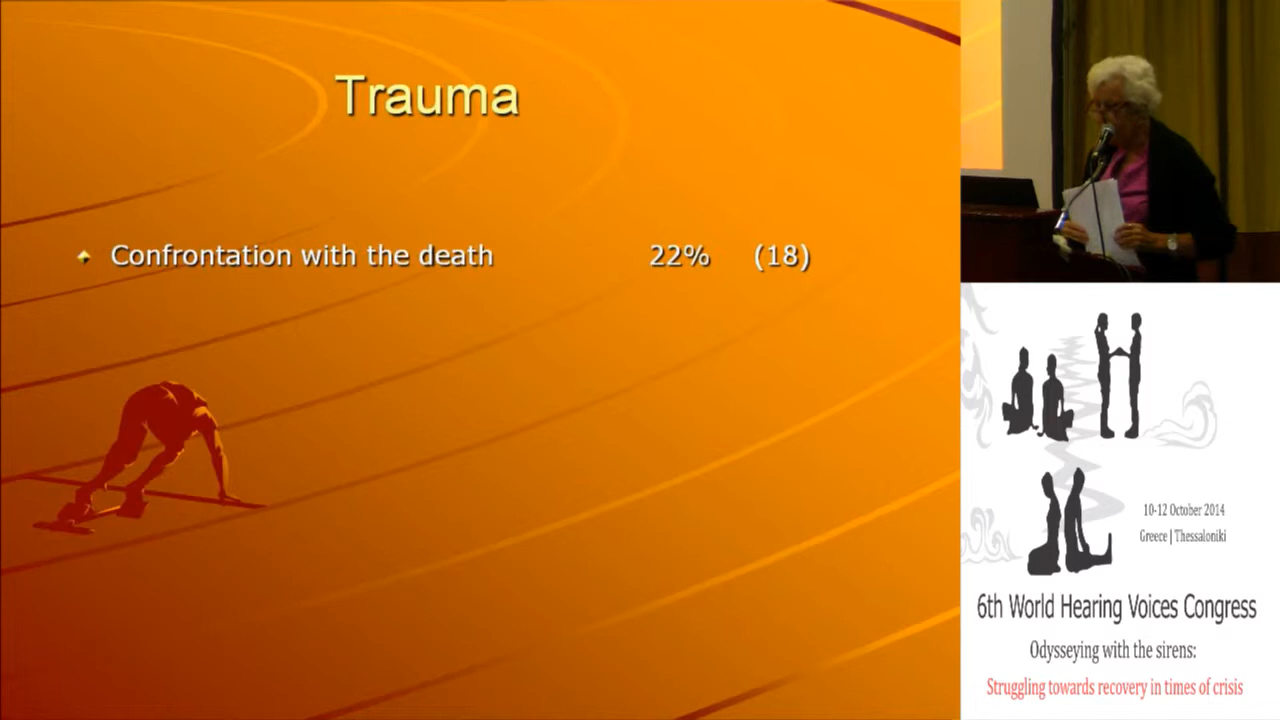 Trauma
Confrontation with the death 22% (18)
10-12 October 2014
Greece | Thessaloniki
6th World Hearing Voices Congress
Odysseying with the sirens:
Struggling towards recovery in times of crisis